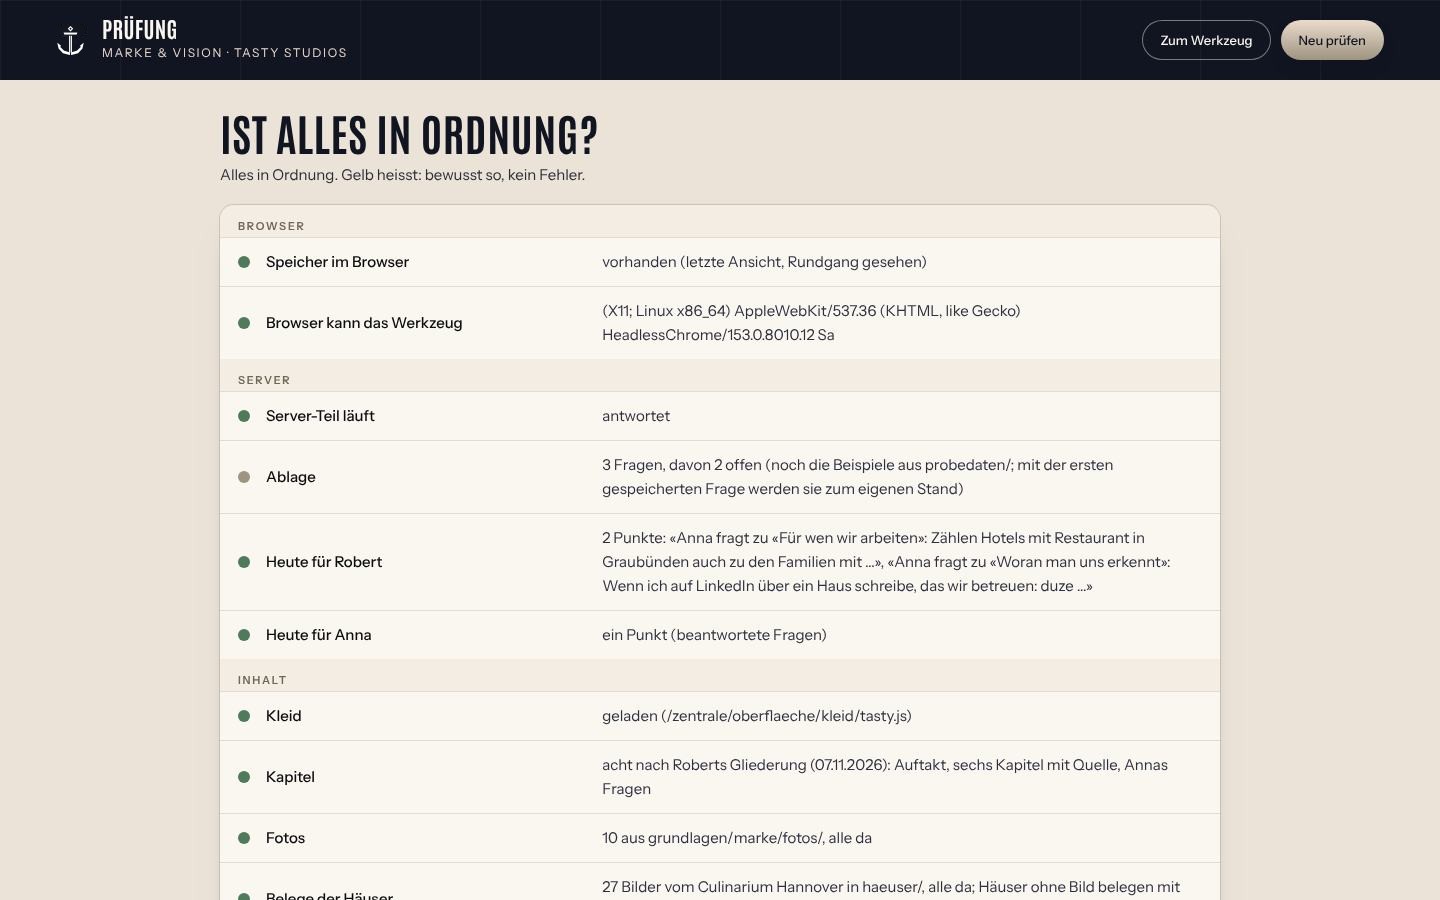 PRÜFUNG
MARKE & VISION · TASTY STUDIOS
Zum Werkzeug
Neu prüfen
IST ALLES IN ORDNUNG?
Alles in Ordnung. Gelb heisst: bewusst so, kein Fehler.
BROWSER
Speicher im Browser
vorhanden (letzte Ansicht, Rundgang gesehen)
Browser kann das Werkzeug
(X11; Linux x86_64) AppleWebKit/537.36 (KHTML, like Gecko)
HeadlessChrome/153.0.8010.12 Sa
SERVER
Server-Teil läuft
antwortet
Ablage
3 Fragen, davon 2 offen (noch die Beispiele aus probedaten/; mit der ersten
gespeicherten Frage werden sie zum eigenen Stand)
Heute für Robert
2 Punkte: «Anna fragt zu «Für wen wir arbeiten»: Zählen Hotels mit Restaurant in
Graubünden auch zu den Familien mit ...», «Anna fragt zu «Woran man uns erkennt»:
Wenn ich auf LinkedIn über ein Haus schreibe, das wir betreuen: duze ...»
Heute für Anna
ein Punkt (beantwortete Fragen)
INHALT
Kleid
geladen (/zentrale/oberflaeche/kleid/tasty.js)
Kapitel
acht nach Roberts Gliederung (07.11.2026): Auftakt, sechs Kapitel mit Quelle, Annas
Fragen
Fotos
10 aus grundlagen/marke/fotos/, alle da
Belege der Häuser
27 Bilder vom Culinarium Hannover in haeuser/, alle da; Häuser ohne Bild belegen mit